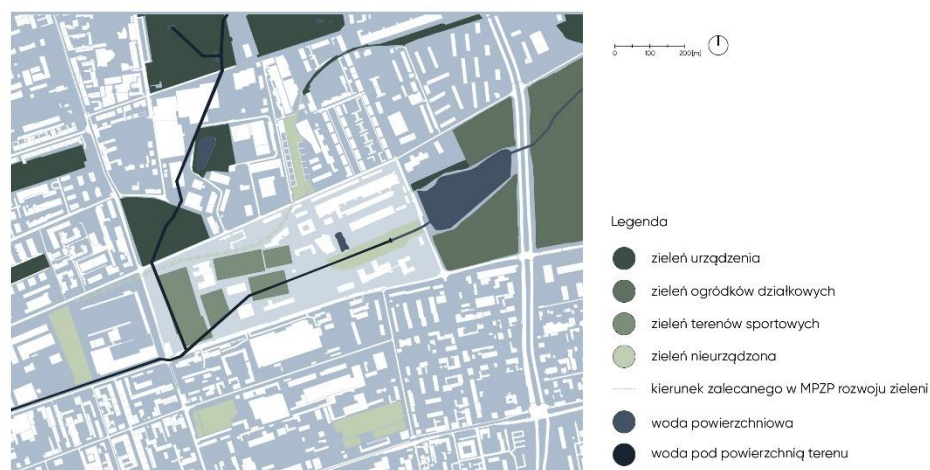 0 100 200[m]
Legenda
zieleń urządzenia
zieleń ogródków działkowych
zieleń terenów sportowych
zieleń nieurządzona
kierunek zalecanego w MPZP rozwoju zieleni
woda powierzchniowa
woda pod powierzchnią terenu